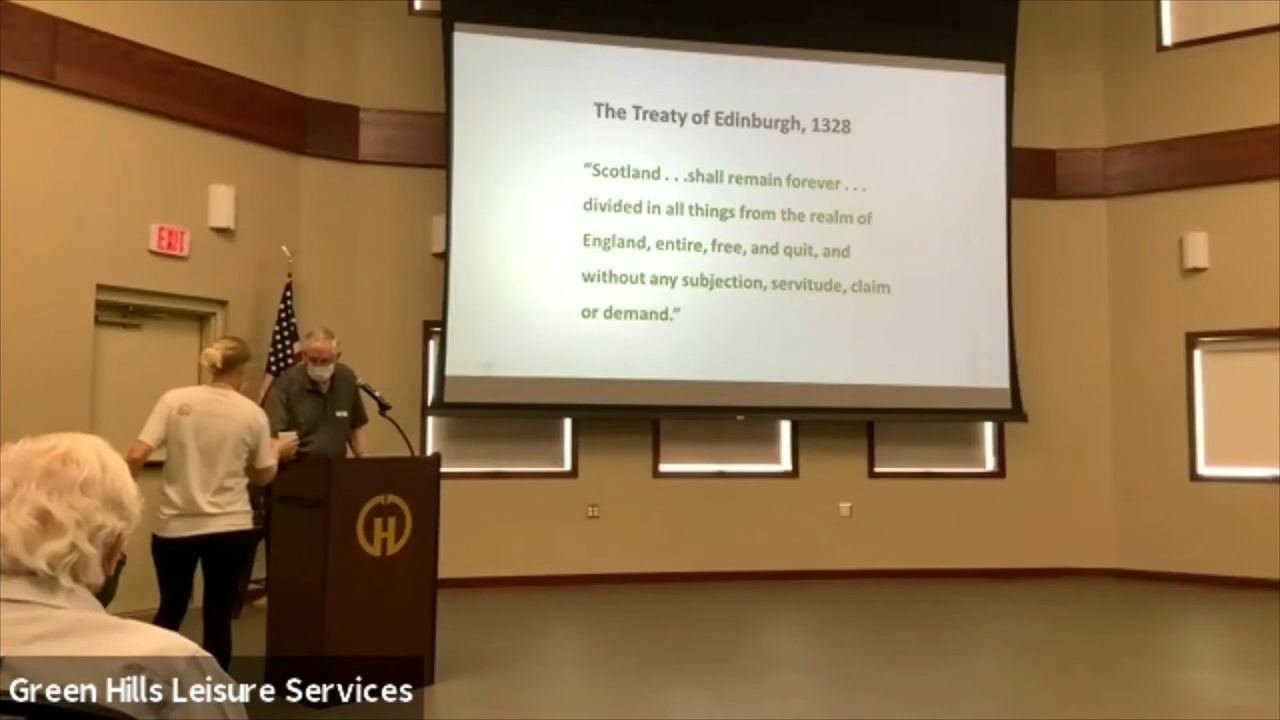 The Treaty of Edinburgh, 1328
“Scotland . . .shall remain forever . . .
divided in all things from the realm of
England, entire, free, and quit, and
without any subjection, servitude, claim
or demand.”
EXIT
H
Green Hills Leisure Services